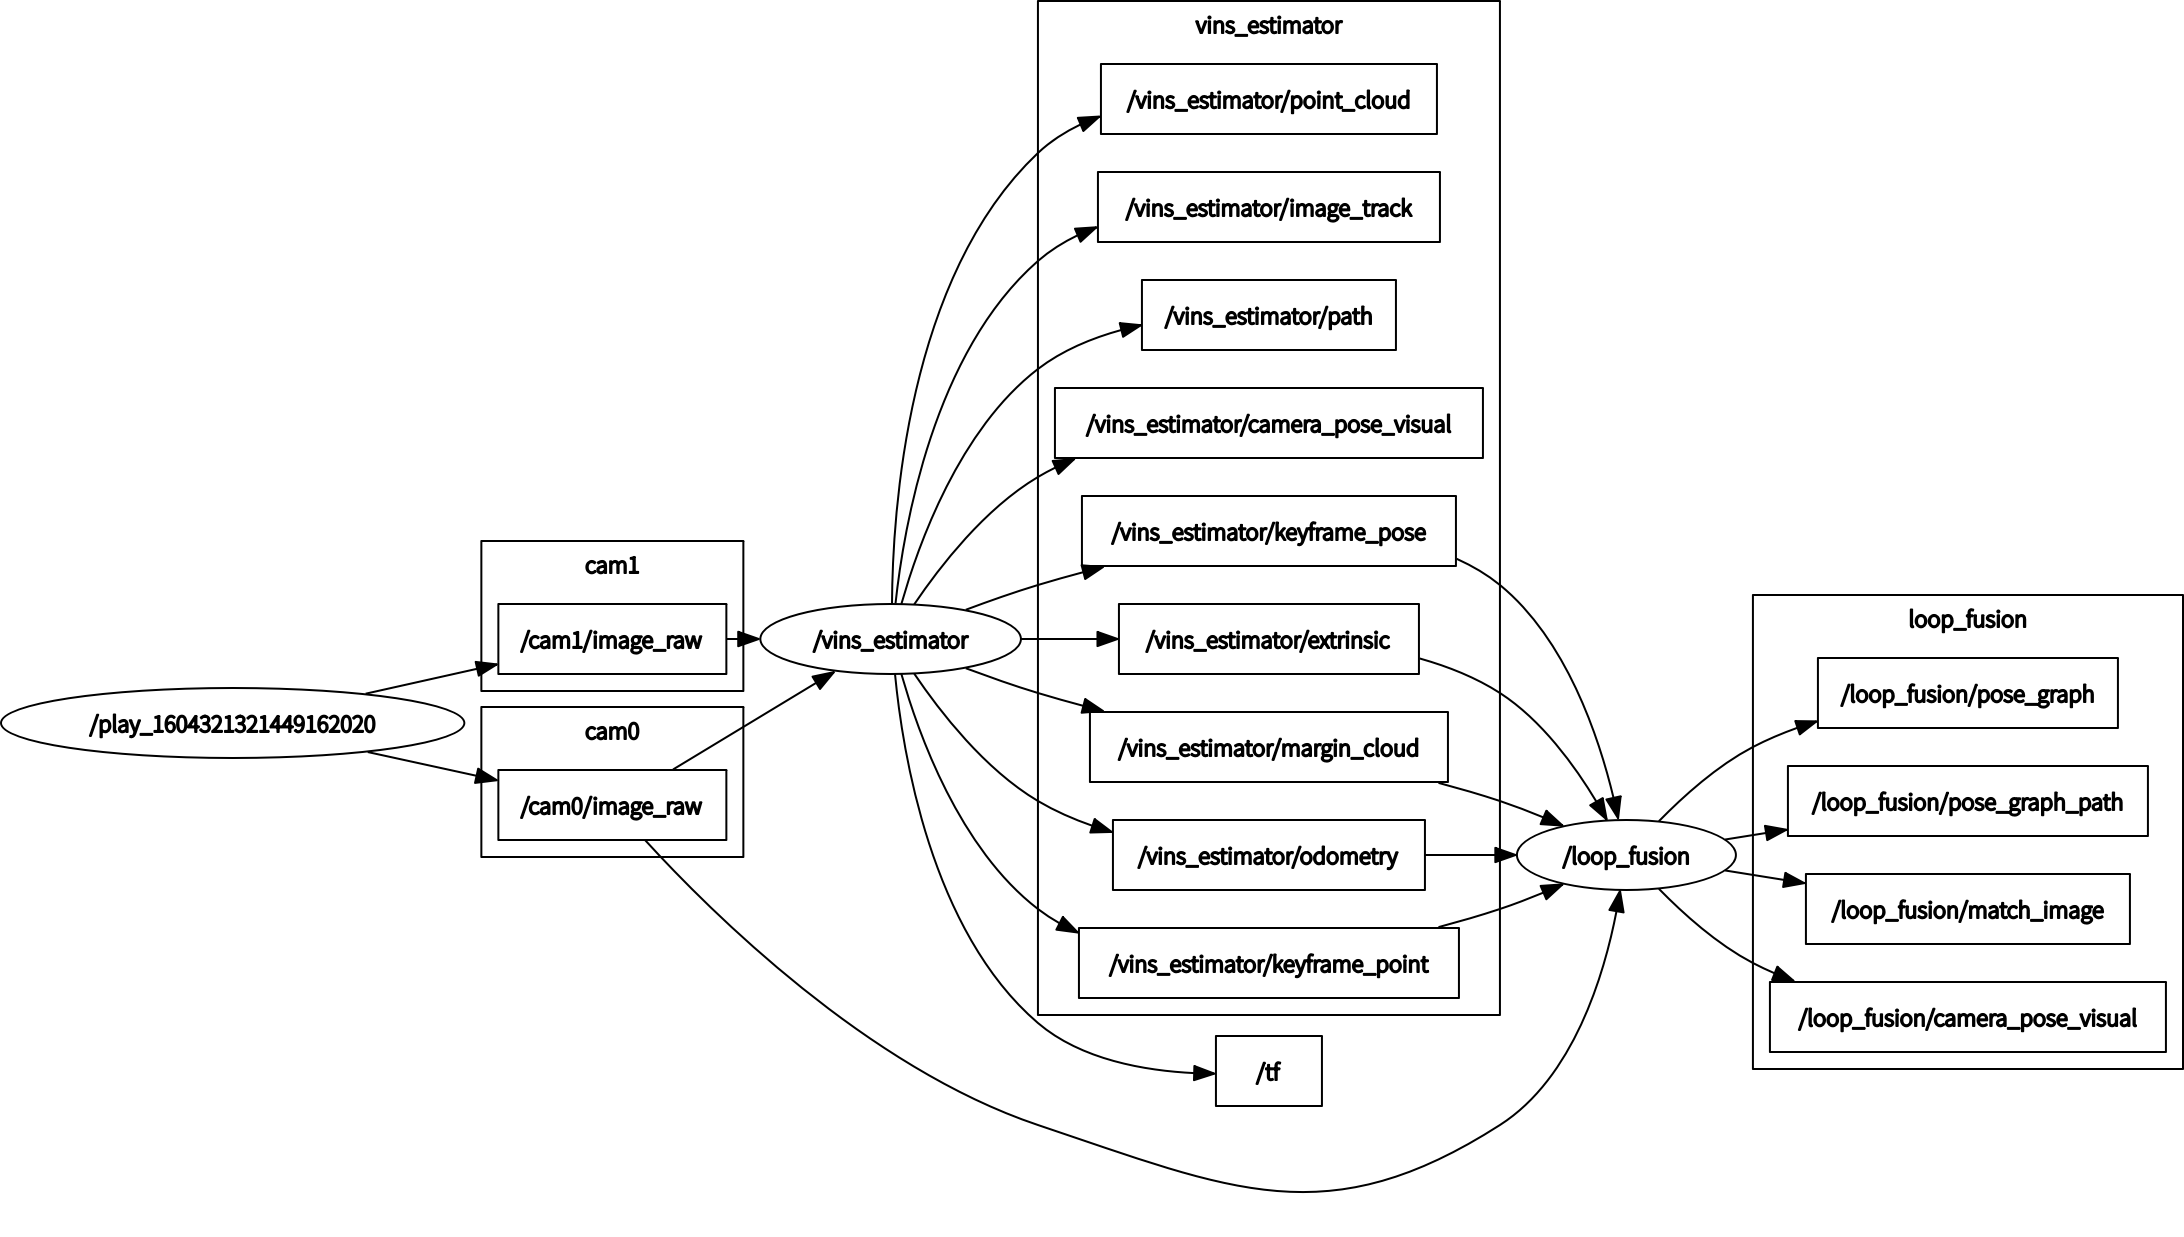 /play_1604321321449162020
cam1
/cam1/image_raw
cam0
/cam0/image_raw
/vins_estimator
vins_estimator
/vins_estimator/point_cloud
/vins_estimator/image_track
/vins_estimator/path
/vins_estimator/camera_pose_visual
/vins_estimator/keyframe_pose
/vins_estimator/extrinsic
/vins_estimator/margin_cloud
/vins_estimator/odometry
/vins_estimator/keyframe_point
/tf
/loop_fusion
loop_fusion
/loop_fusion/pose_graph
/loop_fusion/pose_graph_path
/loop_fusion/match_image
/loop_fusion/camera_pose_visual